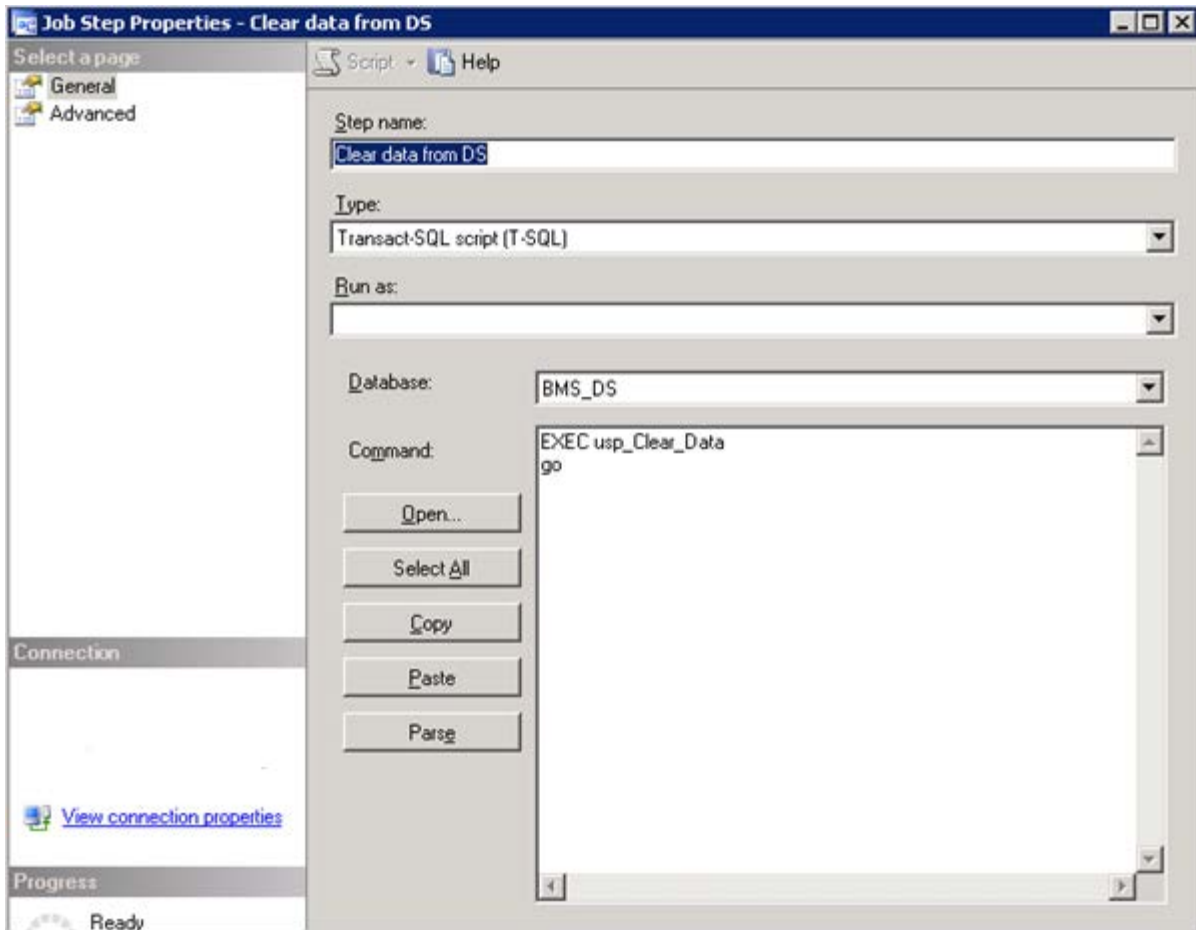 Job Step Properties - Clear data from DS
Select a page
General
Advanced
Script
Help
Step name:
Clear data from DS
Type:
Transact-SQL script (T-SQL)
Run as:
Database:
BMS_DS
Command:
EXEC usp_Clear_Data
go
Open...
Select All
Copy
Paste
Parse
Connection
View connection properties
Progress
Ready